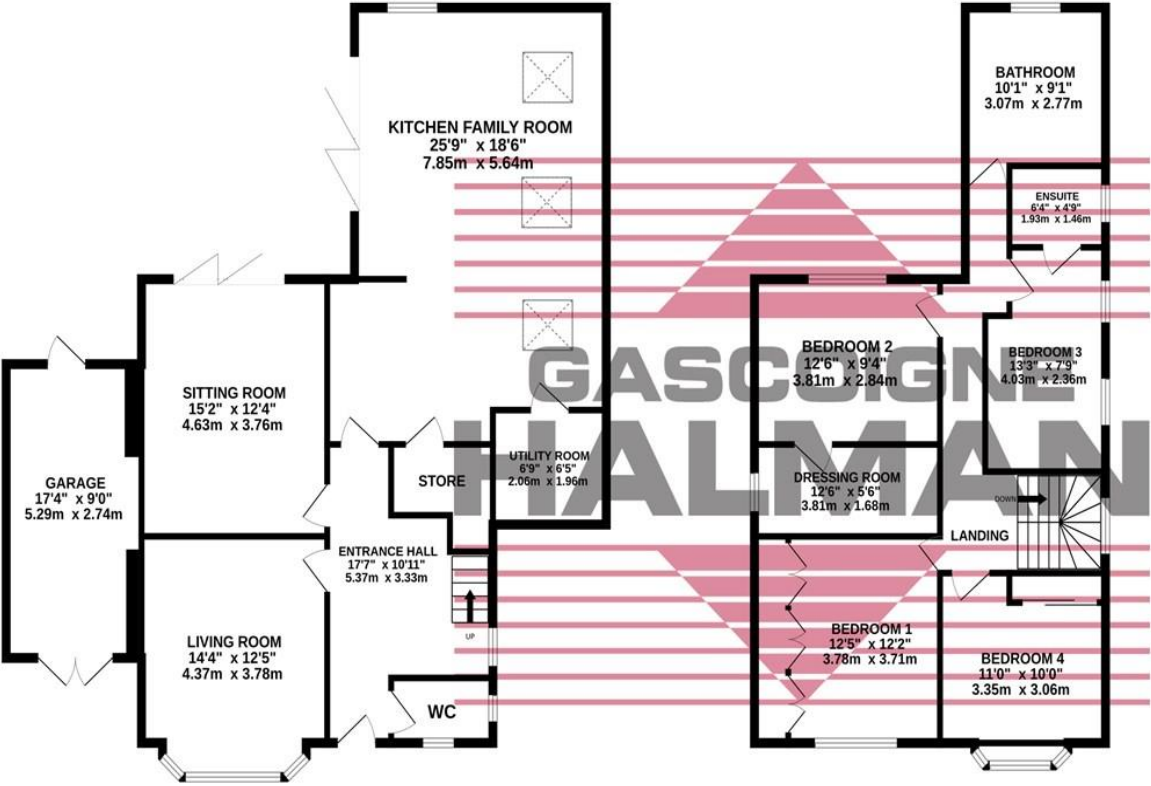 KITCHEN FAMILY ROOM
25'9" x 18'6"
7.85m x 5.64m
SITTING ROOM
15'2" x 12'4"
4.63m x 3.76m
GARAGE
17'4" x 9'0"
5.29m x 2.74m
STORE
UTILITY ROOM
6'9" x 6'5"
2.06m x 1.96m
ENTRANCE HALL
17'7" x 10'11"
5.37m x 3.33m
UP
LIVING ROOM
14'4" x 12'5"
4.37m x 3.78m
WC
BATHROOM
10'1" x 9'1"
3.07m x 2.77m
ENSUITE
6'4" x 4'9"
1.93m x 1.46m
BEDROOM 2
12'6" x 9'4"
3.81m x 2.84m
BEDROOM 3
13'3" x 7'9"
4.03m x 2.36m
DRESSING ROOM
12'6" x 5'6"
3.81m x 1.68m
DOWN
LANDING
BEDROOM 1
12'5" x 12'2"
3.78m x 3.71m
BEDROOM 4
11'0" x 10'0"
3.35m x 3.06m
GASCOIGNE
HALMAN